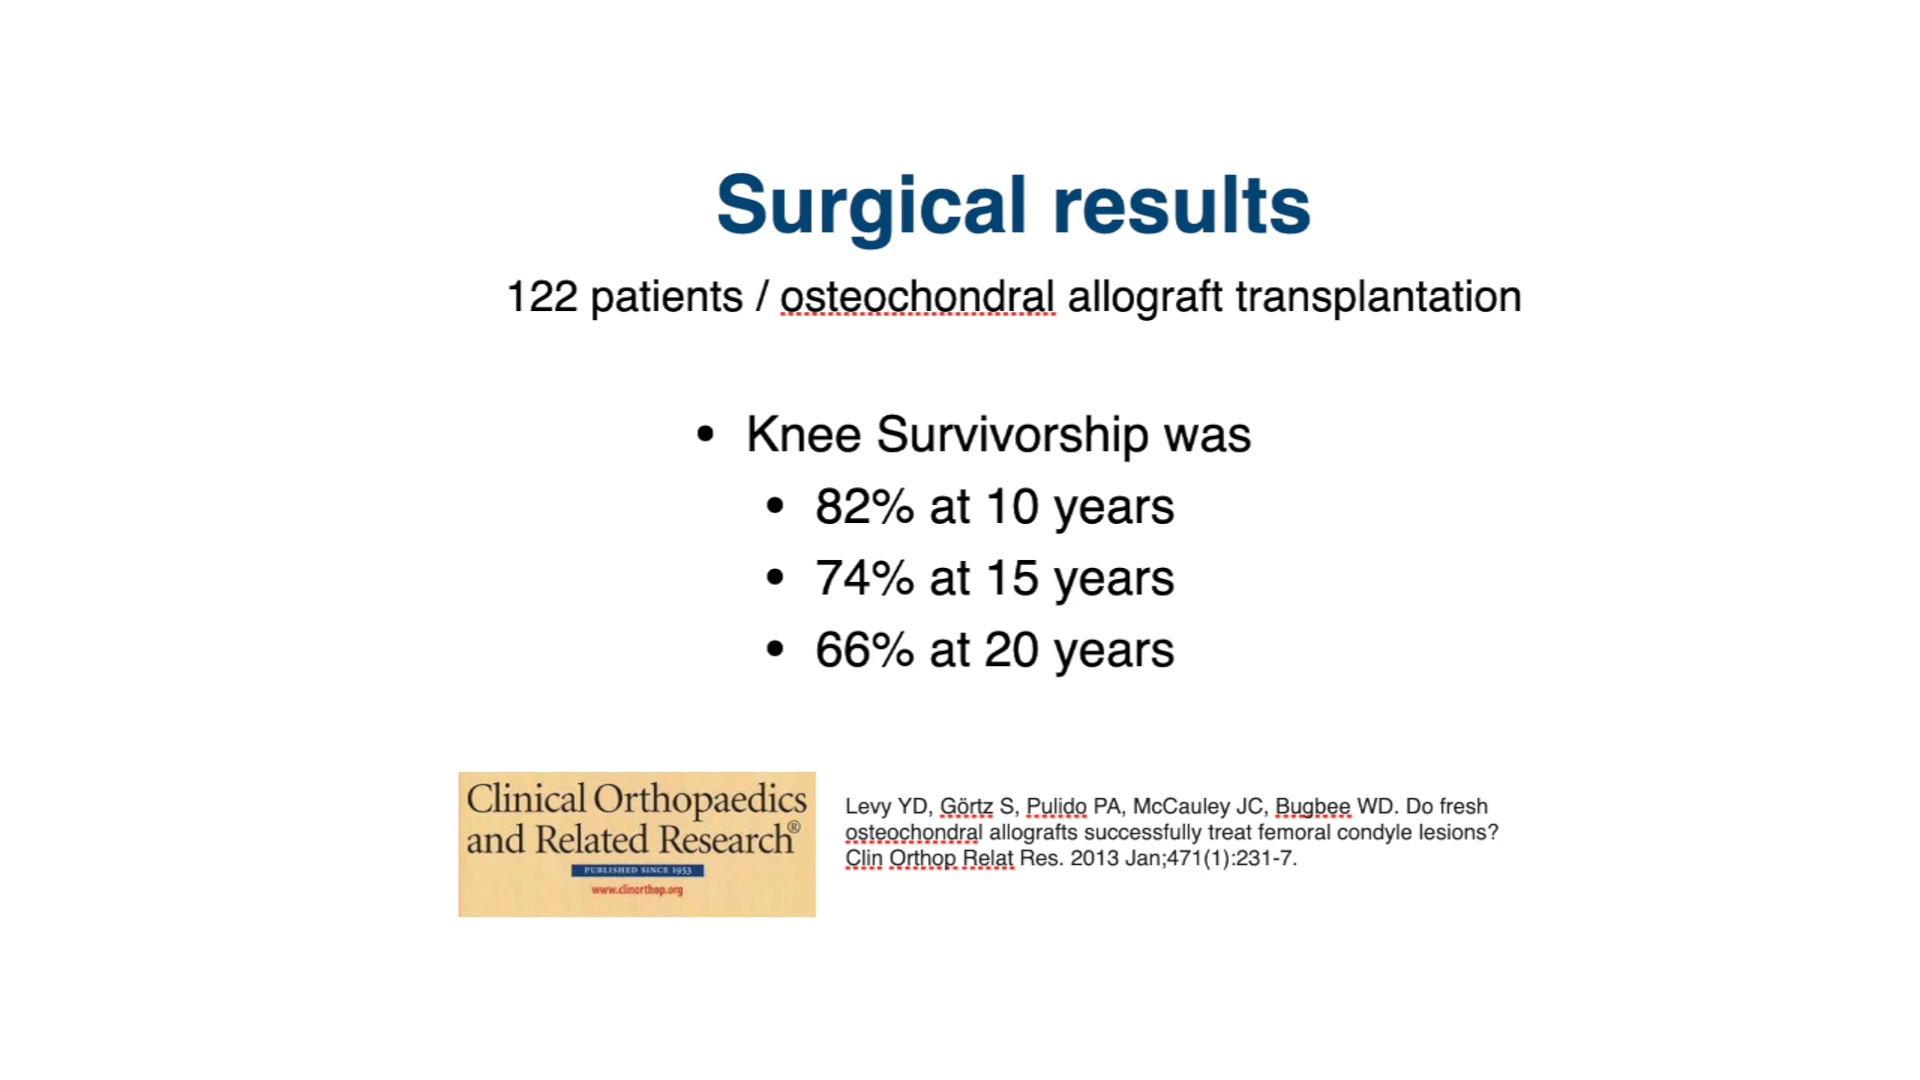 Surgical results
122 patients / osteochondral allograft transplantation
• Knee Survivorship was
• 82% at 10 years
• 74% at 15 years
• 66% at 20 years
Clinical Orthopaedics
and Related Research®
PUBLISHED SINCE 1953
www.clinorthop.org
Levy YD, Görtz S, Pulido PA, McCauley JC, Bugbee WD. Do fresh
osteochondral allografts successfully treat femoral condyle lesions?
Clin Orthop Relat Res. 2013 Jan;471(1):231-7.